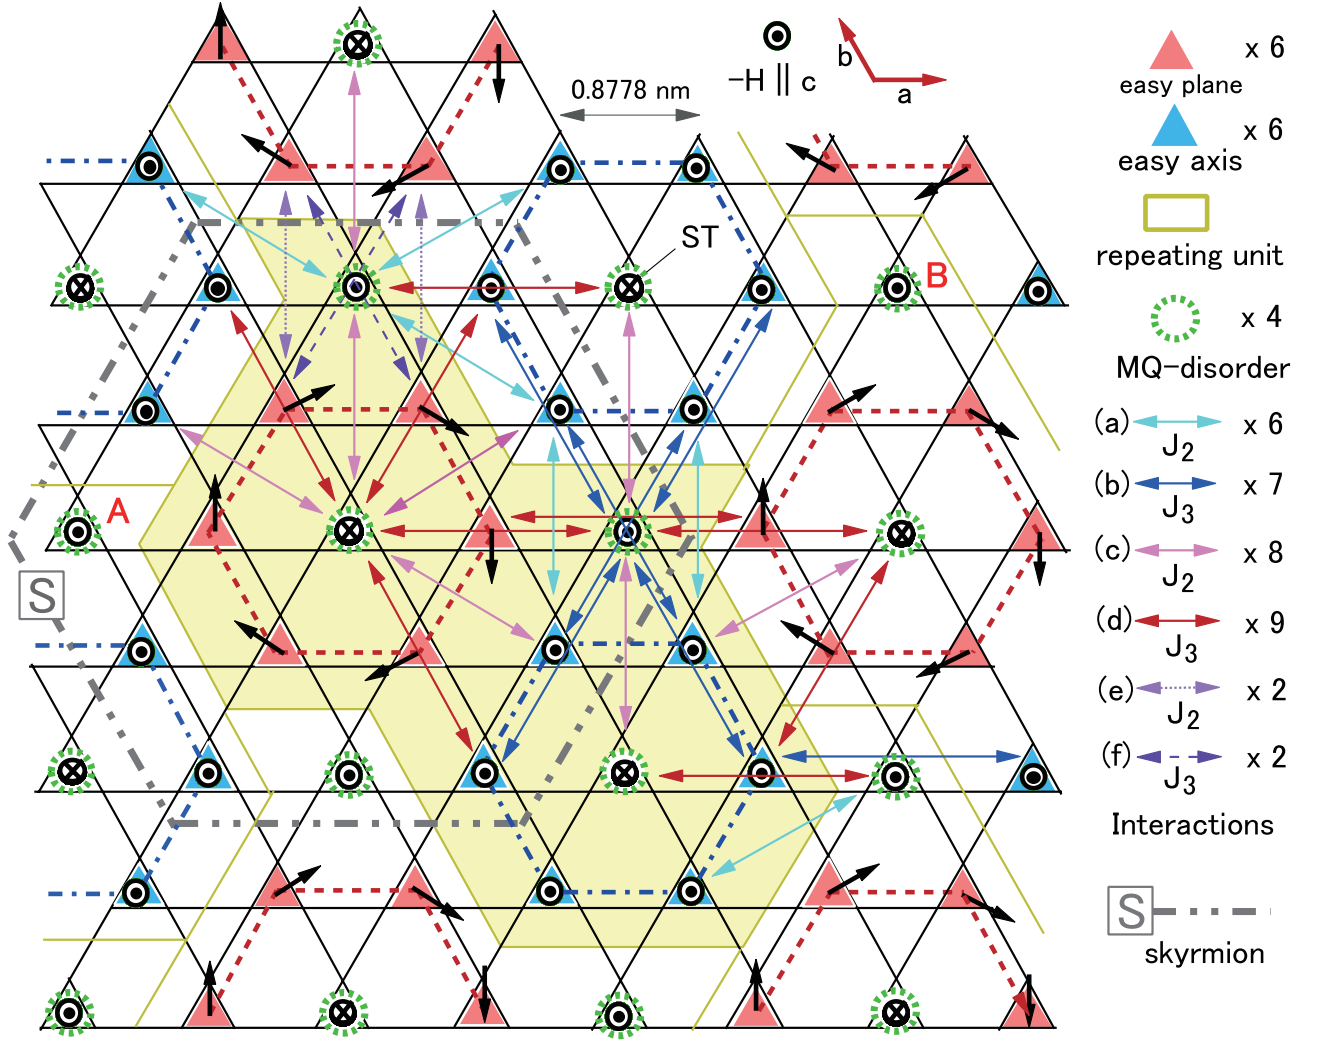 −H || c
b
a
0.8778 nm
ST
B
A
S
x 6
easy plane
x 6
easy axis
repeating unit
x 4
MQ-disorder
(a) J2 x 6
(b) J3 x 7
(c) J2 x 8
(d) J3 x 9
(e) J2 x 2
(f) J3 x 2
Interactions
S
skyrmion